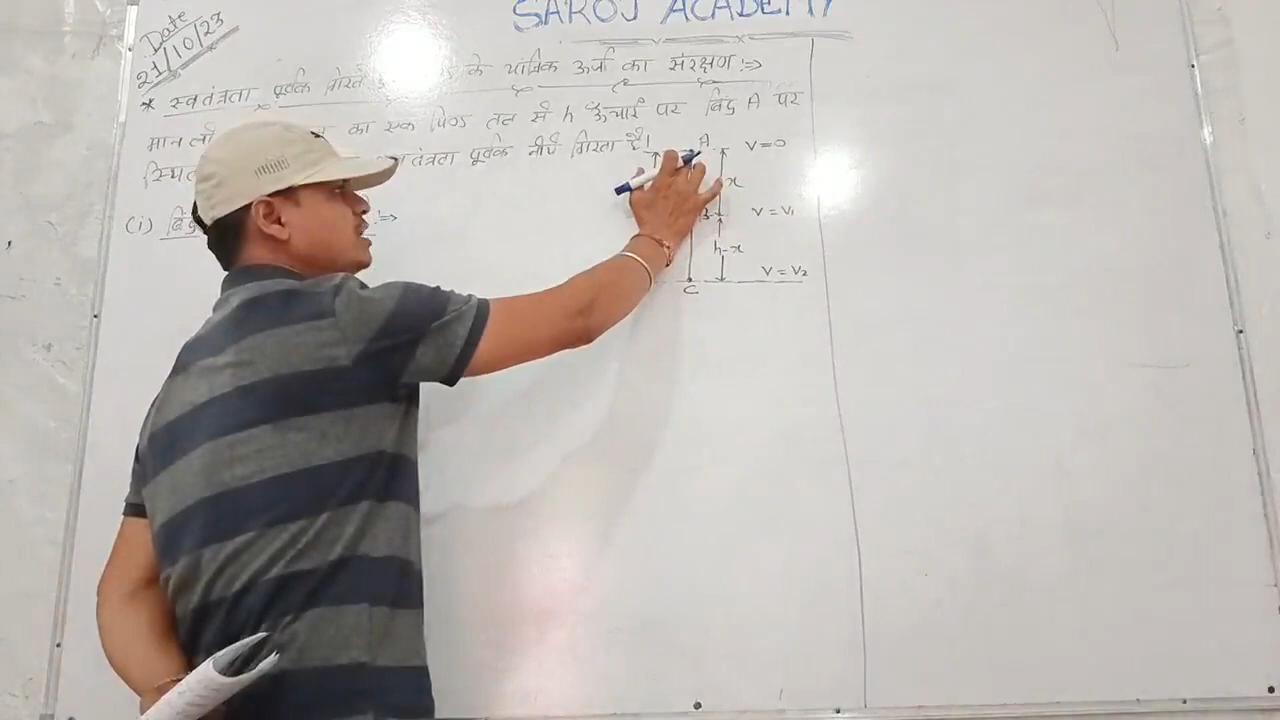 SAROJ ACADEMY
Date
21/10/23
* स्वतंत्रता पूर्वक गिरते के यांत्रिक ऊर्जा का संरक्षण :⇒
मान लो का एक पिण्ड तल से h ऊँचाई पर बिंदु A पर
पूर्वक नीचे गिरता है।
(i) :⇒
A V=0
x
B V = V₁
h-x
V = V₂
C